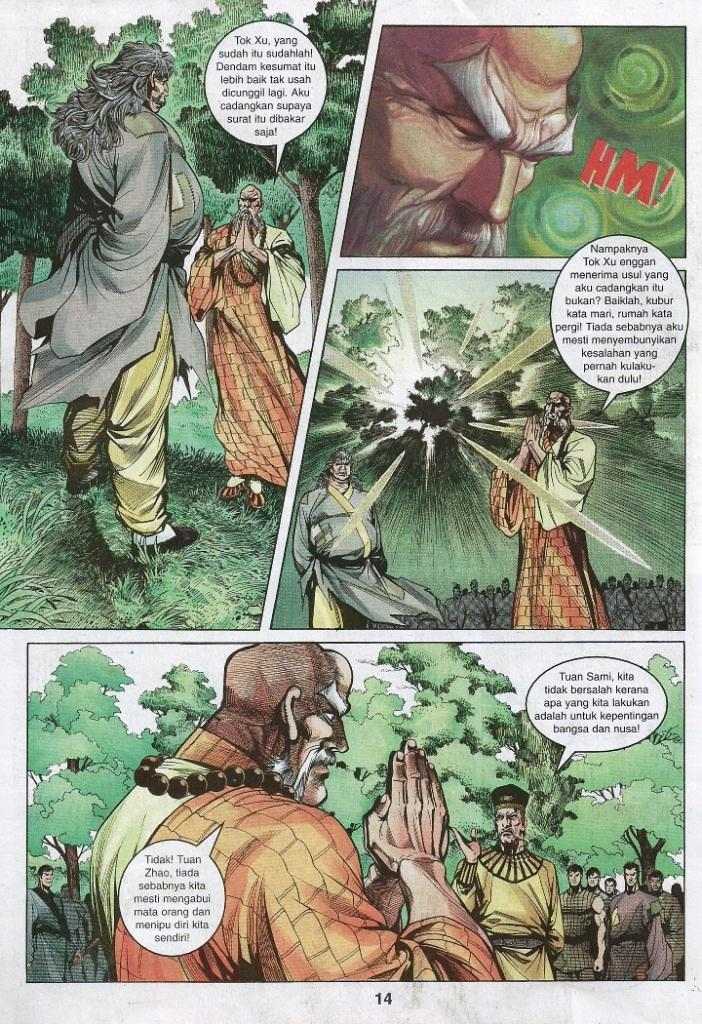 Tok Xu, yang
sudah itu sudahlah!
Dendam kesumat itu
lebih baik tak usah
dicunggil lagi. Aku
cadangkan supaya
surat itu dibakar
saja!
HM!
Nampaknya
Tok Xu enggan
menerima usul yang
aku cadangkan itu
bukan? Baiklah, kubur
kata mari, rumah kata
pergi! Tiada sebabnya aku
mesti menyembunyikan
kesalahan yang
pernah kulaku-
kan dulu!
Tuan Sami, kita
tidak bersalah kerana
apa yang kita lakukan
adalah untuk kepentingan
bangsa dan nusa!
Tidak! Tuan
Zhao, tiada
sebabnya kita
mesti mengabui
mata orang dan
menipu diri kita
sendiri!
14